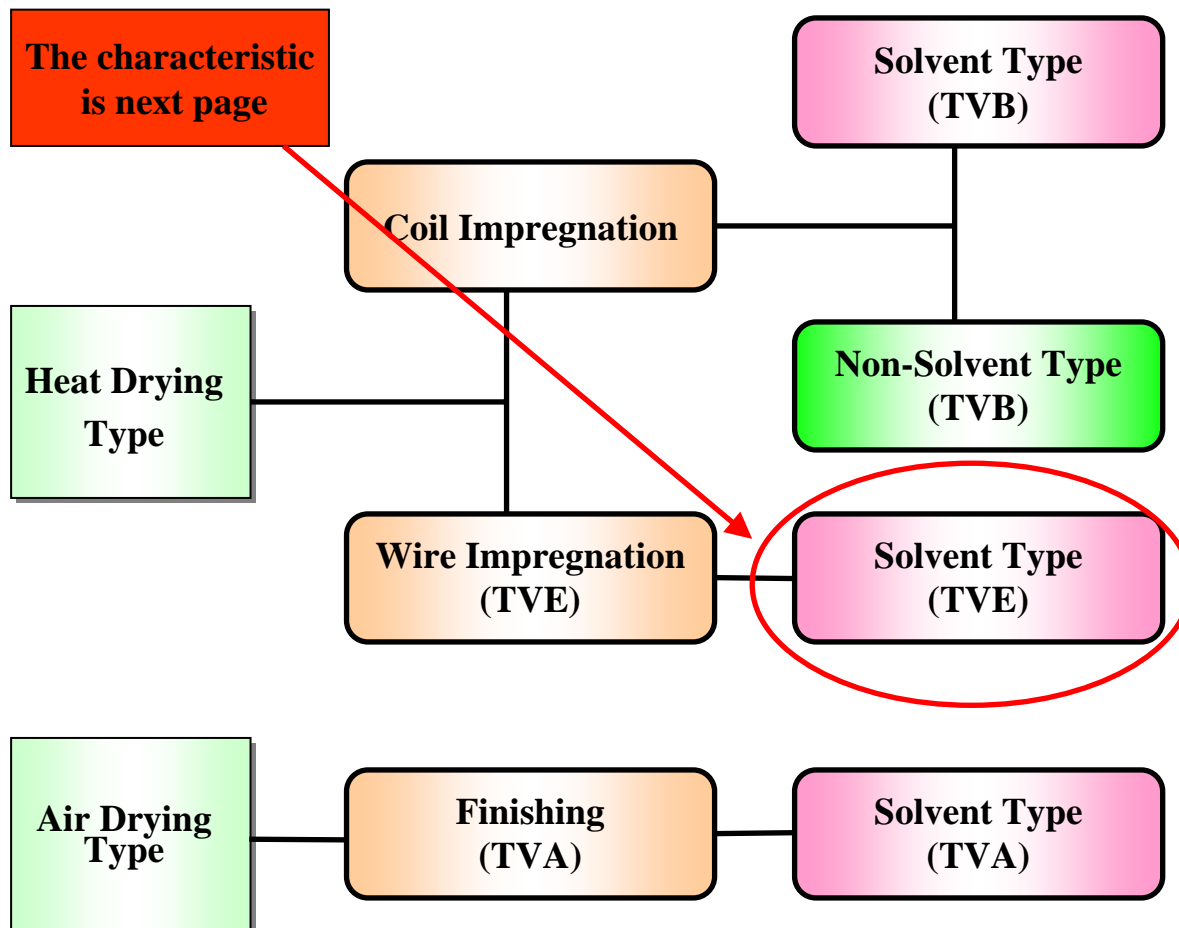 The characteristic
is next page
Solvent Type
(TVB)
Coil Impregnation
Heat Drying
Type
Non-Solvent Type
(TVB)
Wire Impregnation
(TVE)
Solvent Type
(TVE)
Air Drying
Type
Finishing
(TVA)
Solvent Type
(TVA)